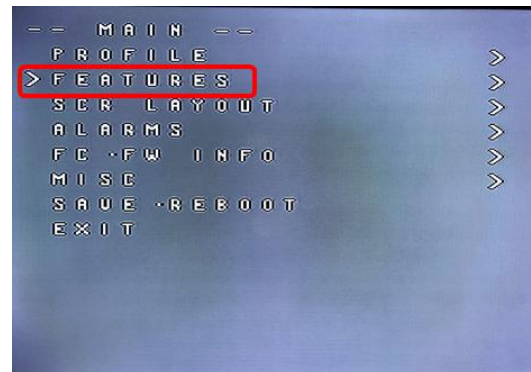 -- MAIN --
PROFILE >
> FEATURES >
SCR LAYOUT >
ALARMS >
FC-FW INFO >
MISC >
SAVE-REBOOT
EXIT